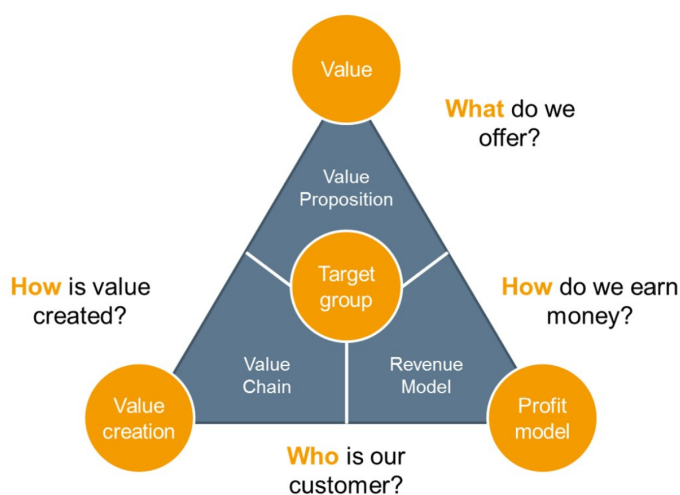 Value
What do we
offer?
Value
Proposition
How is value
created?
Target
group
How do we earn
money?
Value
Chain
Revenue
Model
Value
creation
Profit
model
Who is our
customer?